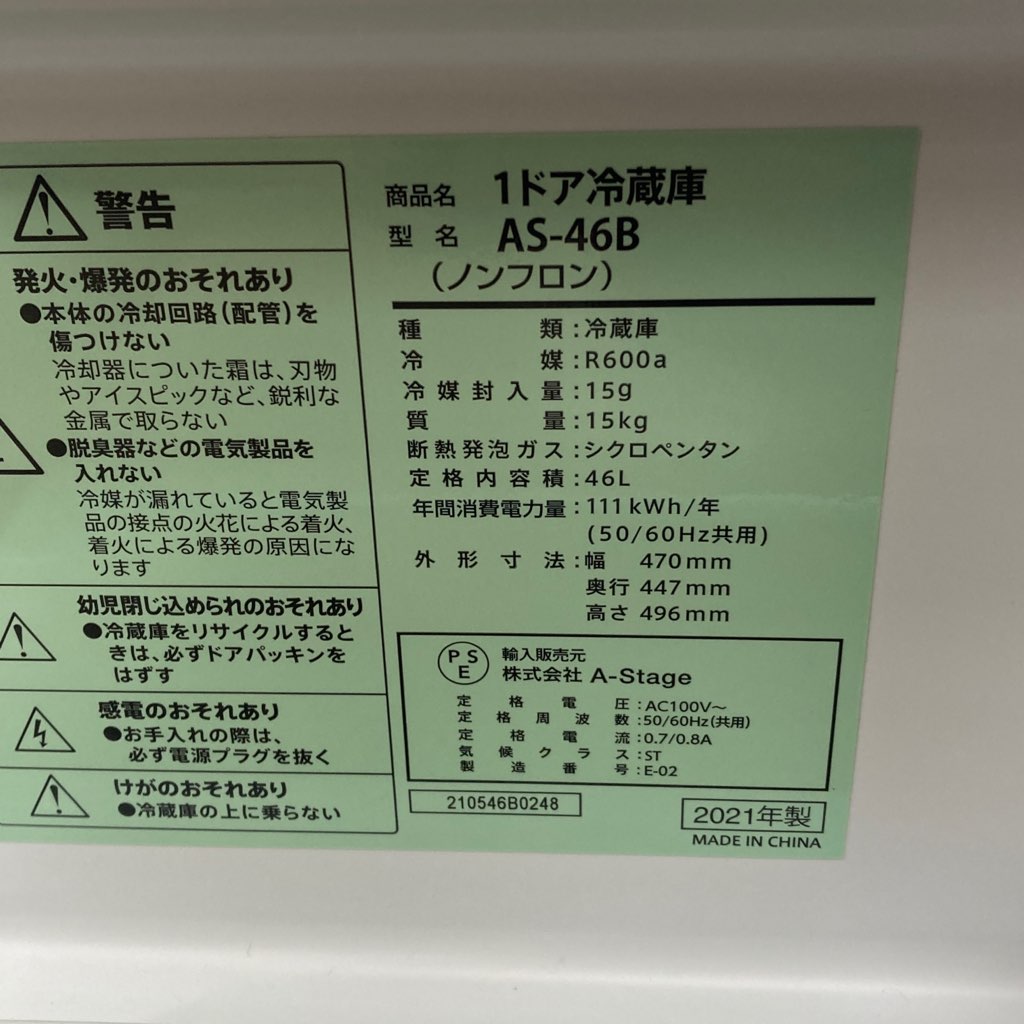 警告
発火・爆発のおそれあり
●本体の冷却回路(配管)を
傷つけない
冷却器についた霜は、刃物
やアイスピックなど、鋭利な
金属で取らない
●脱臭器などの電気製品を
入れない
冷媒が漏れていると電気製
品の接点の火花による着火、
着火による爆発の原因にな
ります
幼児閉じ込められのおそれあり
●冷蔵庫をリサイクルすると
きは、必ずドアパッキンを
はずす
感電のおそれあり
●お手入れの際は、
必ず電源プラグを抜く
けがのおそれあり
●冷蔵庫の上に乗らない
商品名 1ドア冷蔵庫
型名 AS-46B
(ノンフロン)
種類:冷蔵庫
冷媒:R600a
冷媒封入量:15g
質量:15kg
断熱発泡ガス:シクロペンタン
定格内容積:46L
年間消費電力量:111kWh/年
(50/60Hz共用)
外形寸法:幅 470mm
奥行 447mm
高さ 496mm
PSE
輸入販売元
株式会社 A-Stage
定格電圧:AC100V～
定格周波数:50/60Hz(共用)
定格電流:0.7/0.8A
気候クラス:ST
製造番号:E-02
210546B0248
2021年製
MADE IN CHINA